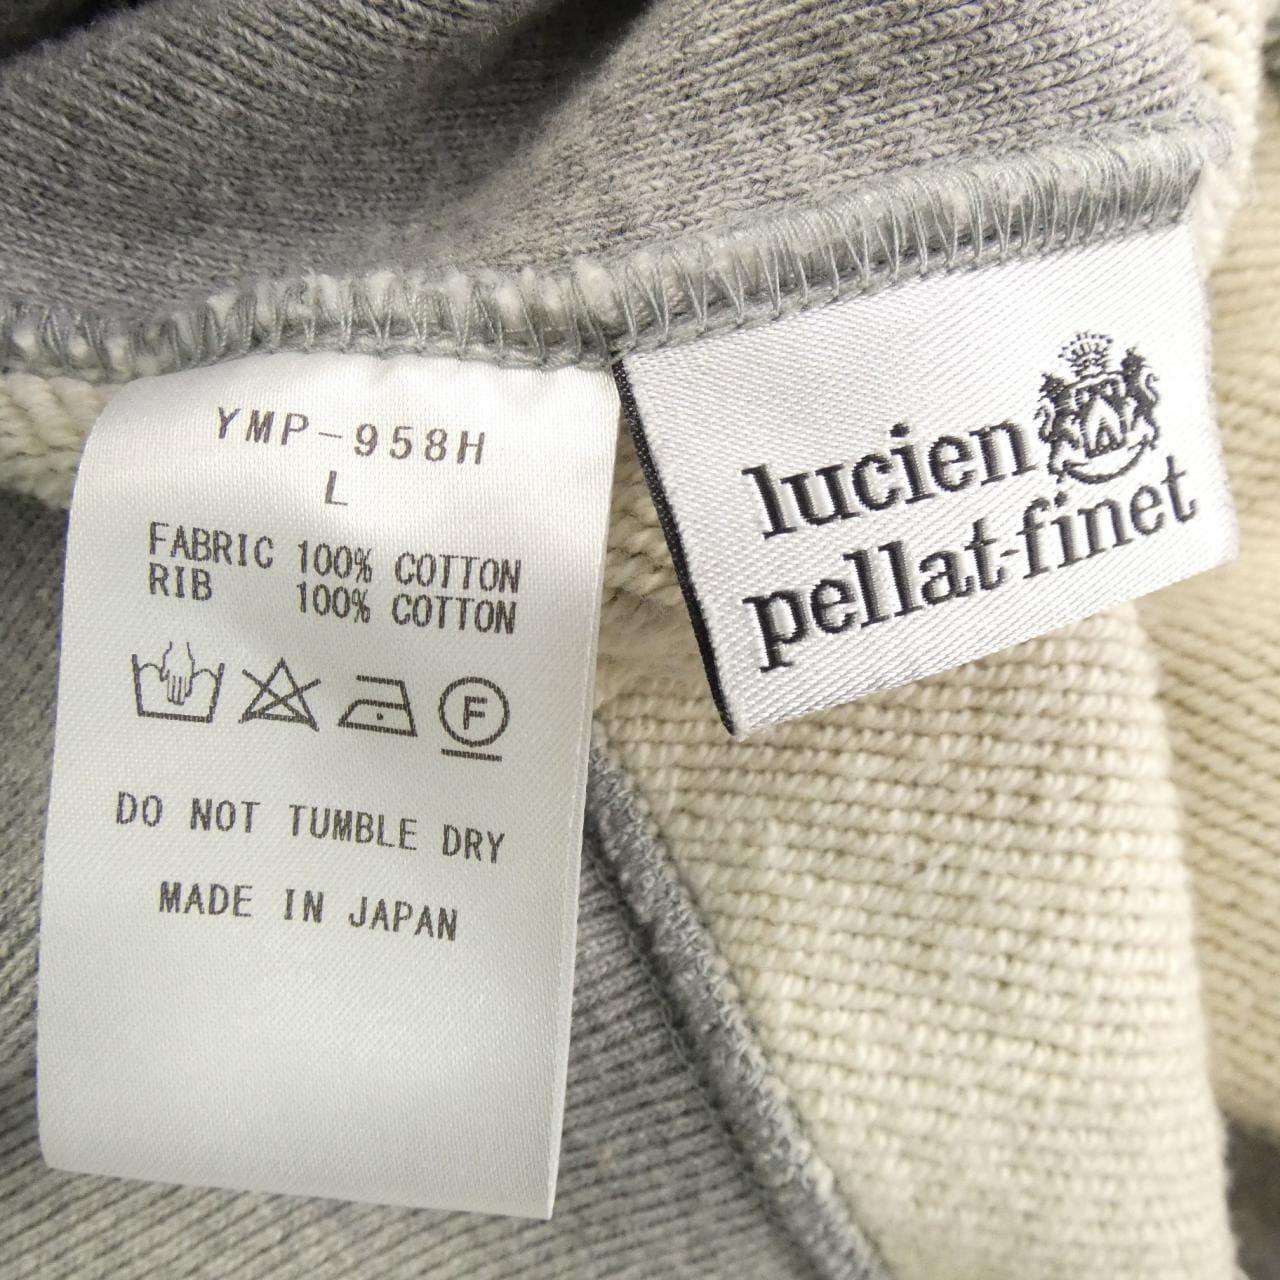 YMP-958H
L
FABRIC 100% COTTON
RIB 100% COTTON
F
DO NOT TUMBLE DRY
MADE IN JAPAN
lucien
pellat-finet